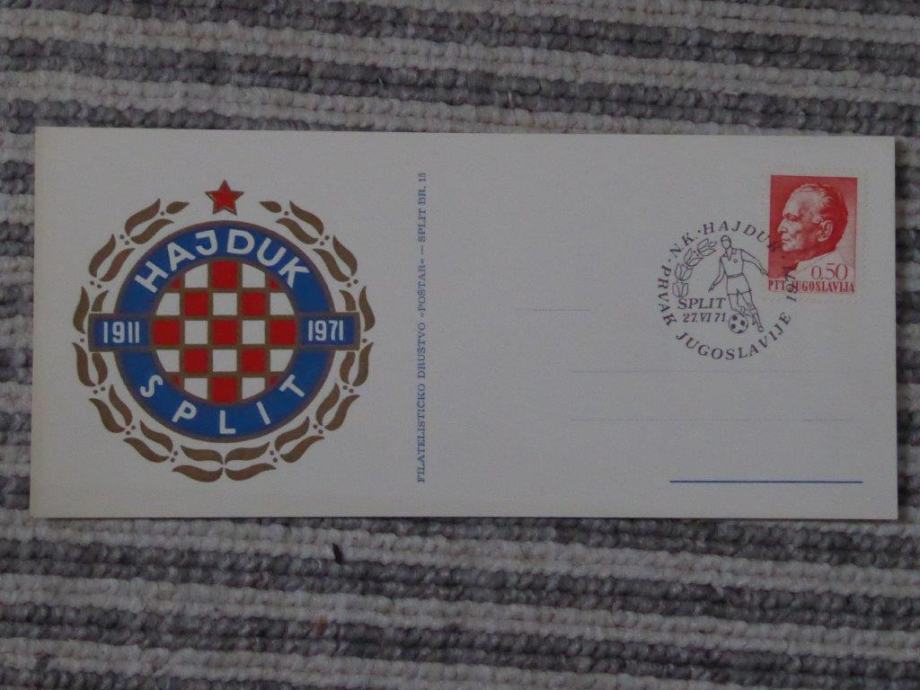 HAJDUK
1911 1971
SPLIT
FILATELISTIČKO DRUŠTVO »POŠTAR« — SPLIT BR. 15
N.K. HAJDUK · PRVAK JUGOSLAVIJE 1971
SPLIT
27. VI 71
0.50
PTT JUGOSLAVIJA